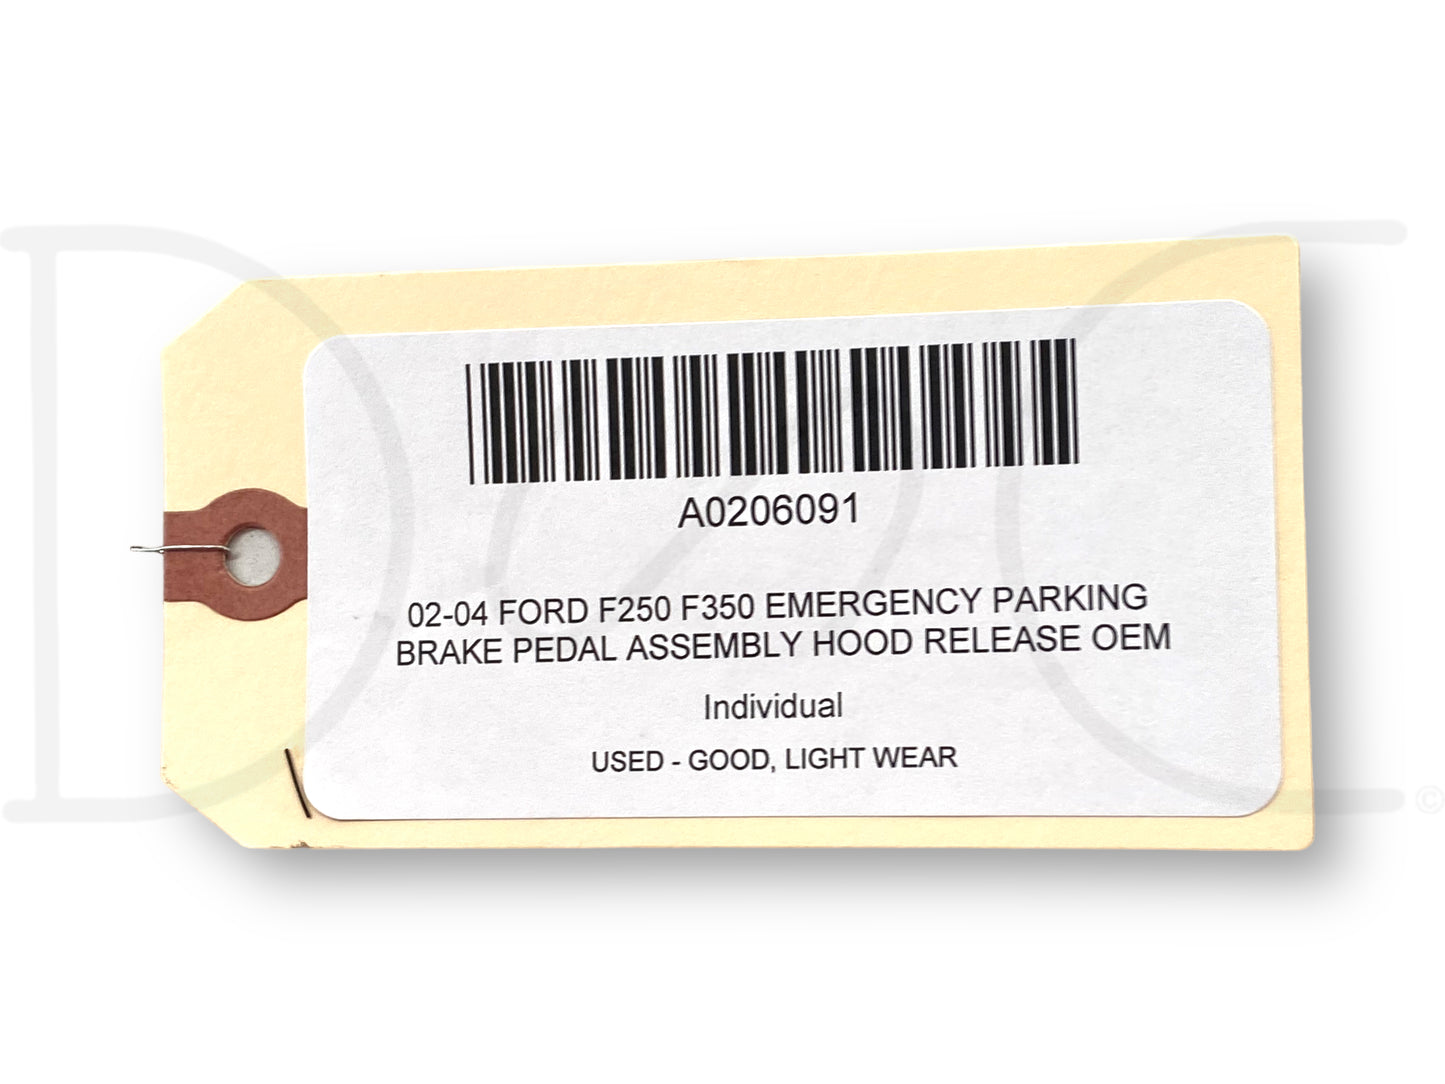 A0206091
02-04 FORD F250 F350 EMERGENCY PARKING
BRAKE PEDAL ASSEMBLY HOOD RELEASE OEM
Individual
USED - GOOD, LIGHT WEAR
©